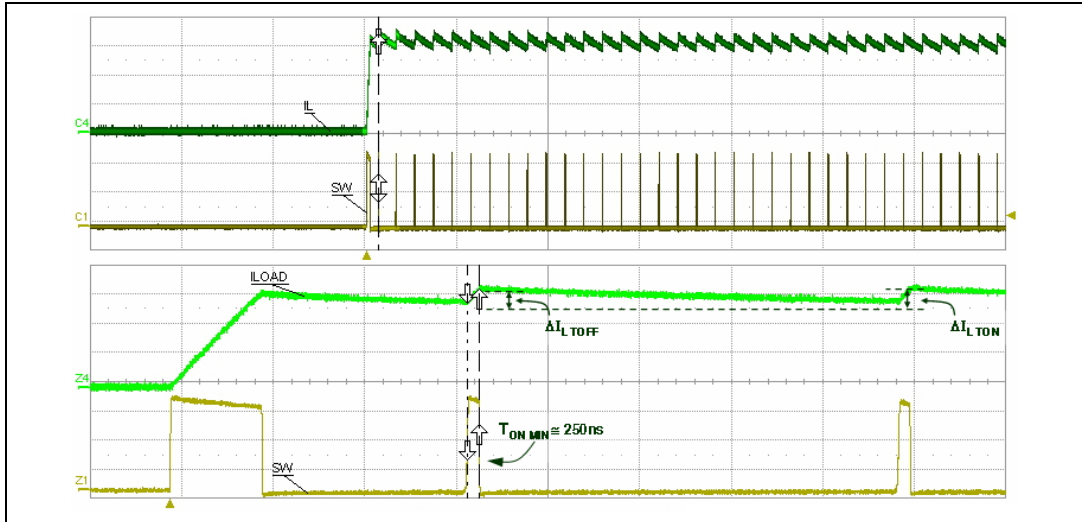 C4
IL
SW
C1
ILOAD
ΔIL TOFF
ΔIL TON
Z4
TON MIN ≅ 250ns
SW
Z1